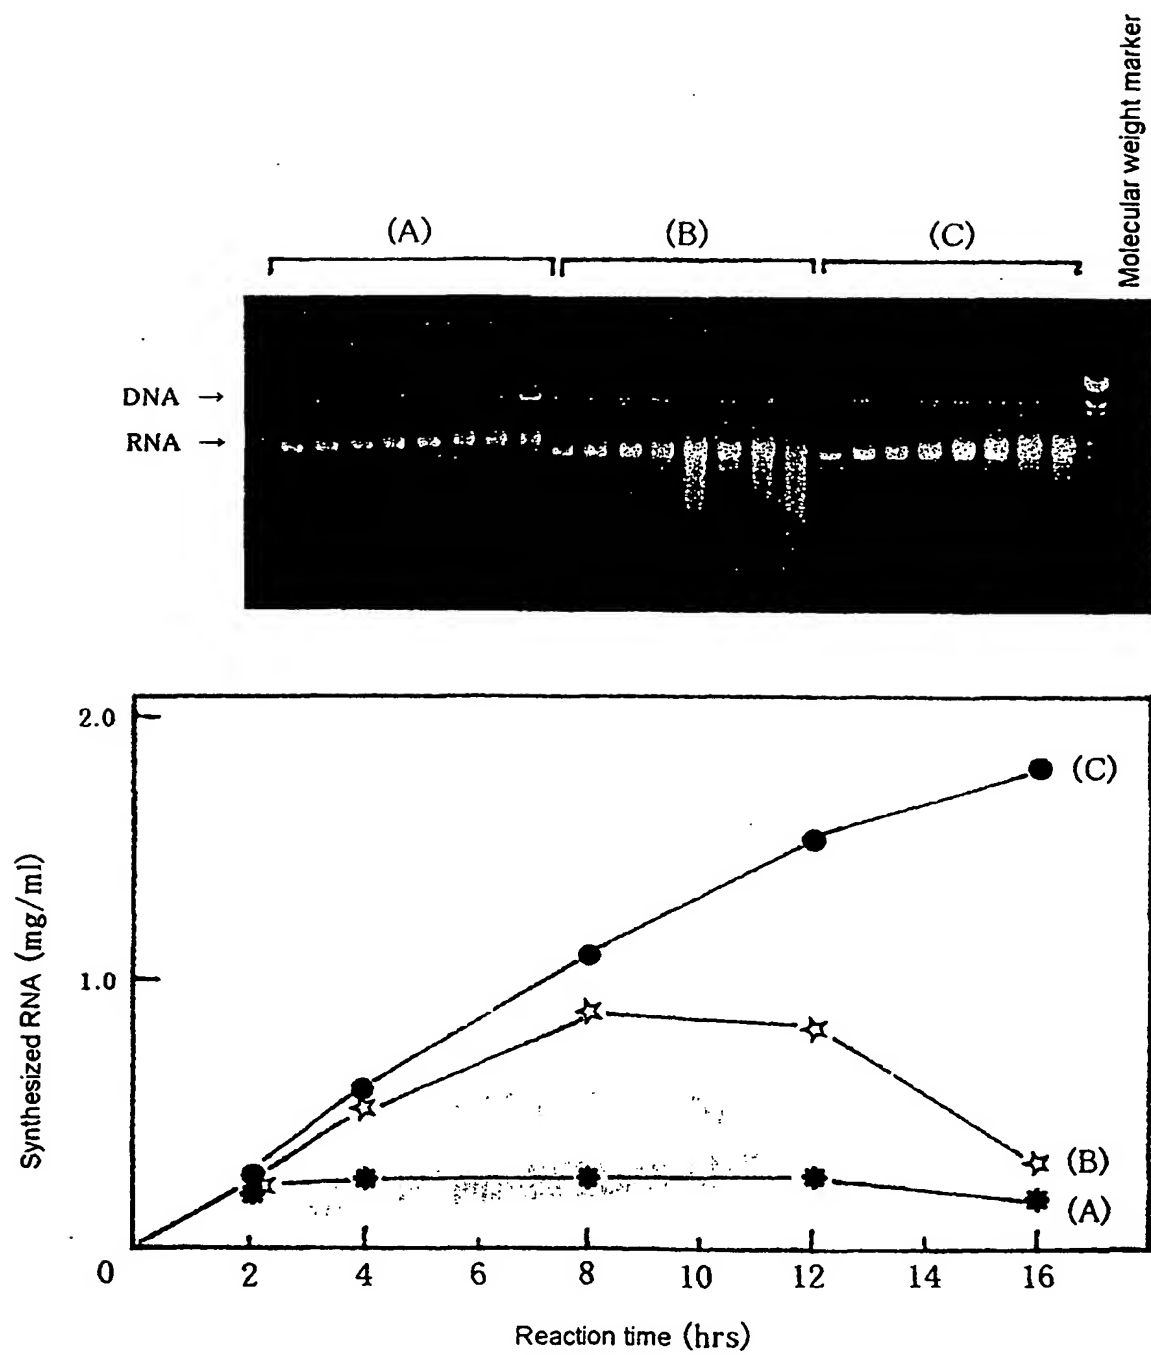 Molecular weight marker
(A) (B) (C)
DNA →
RNA →
2.0
1.0
0 2 4 6 8 10 12 14 16
(C)
(B)
(A)
Synthesized RNA (mg/ml)
Reaction time (hrs)